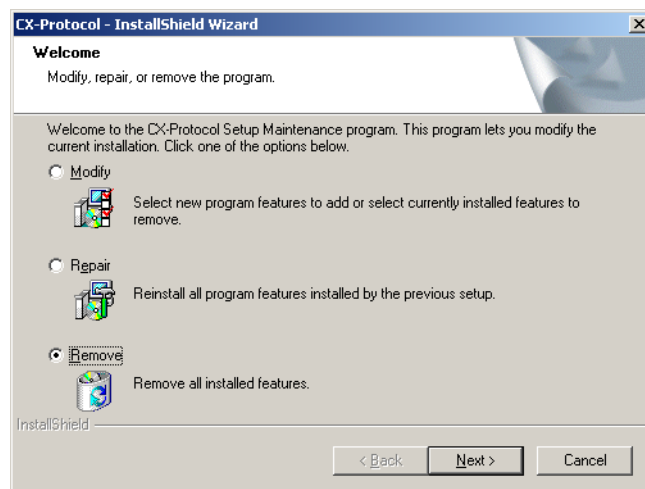 CX-Protocol - InstallShield Wizard
Welcome
Modify, repair, or remove the program.
Welcome to the CX-Protocol Setup Maintenance program. This program lets you modify the
current installation. Click one of the options below.
Modify
Select new program features to add or select currently installed features to
remove.
Repair
Reinstall all program features installed by the previous setup.
Remove
Remove all installed features.
InstallShield
< Back
Next >
Cancel